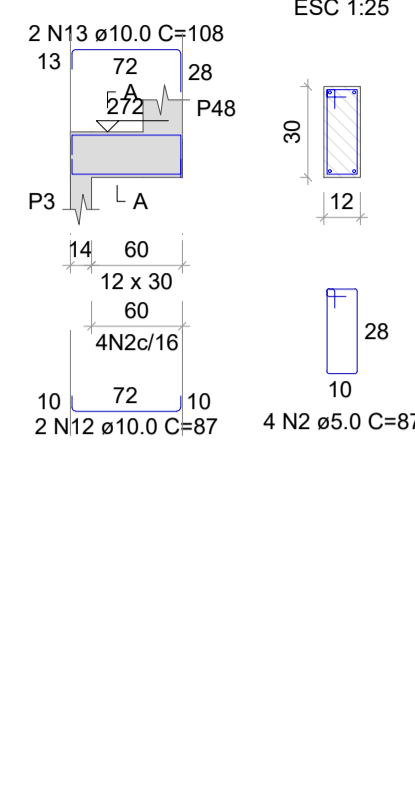 ESC 1:25
2 N13 ø10.0 C=108
13
72
28
A
272
P48
30
P3
A
12
14
60
12 x 30
60
4N2c/16
28
10
72
10
10
2 N12 ø10.0 C=87
4 N2 ø5.0 C=87